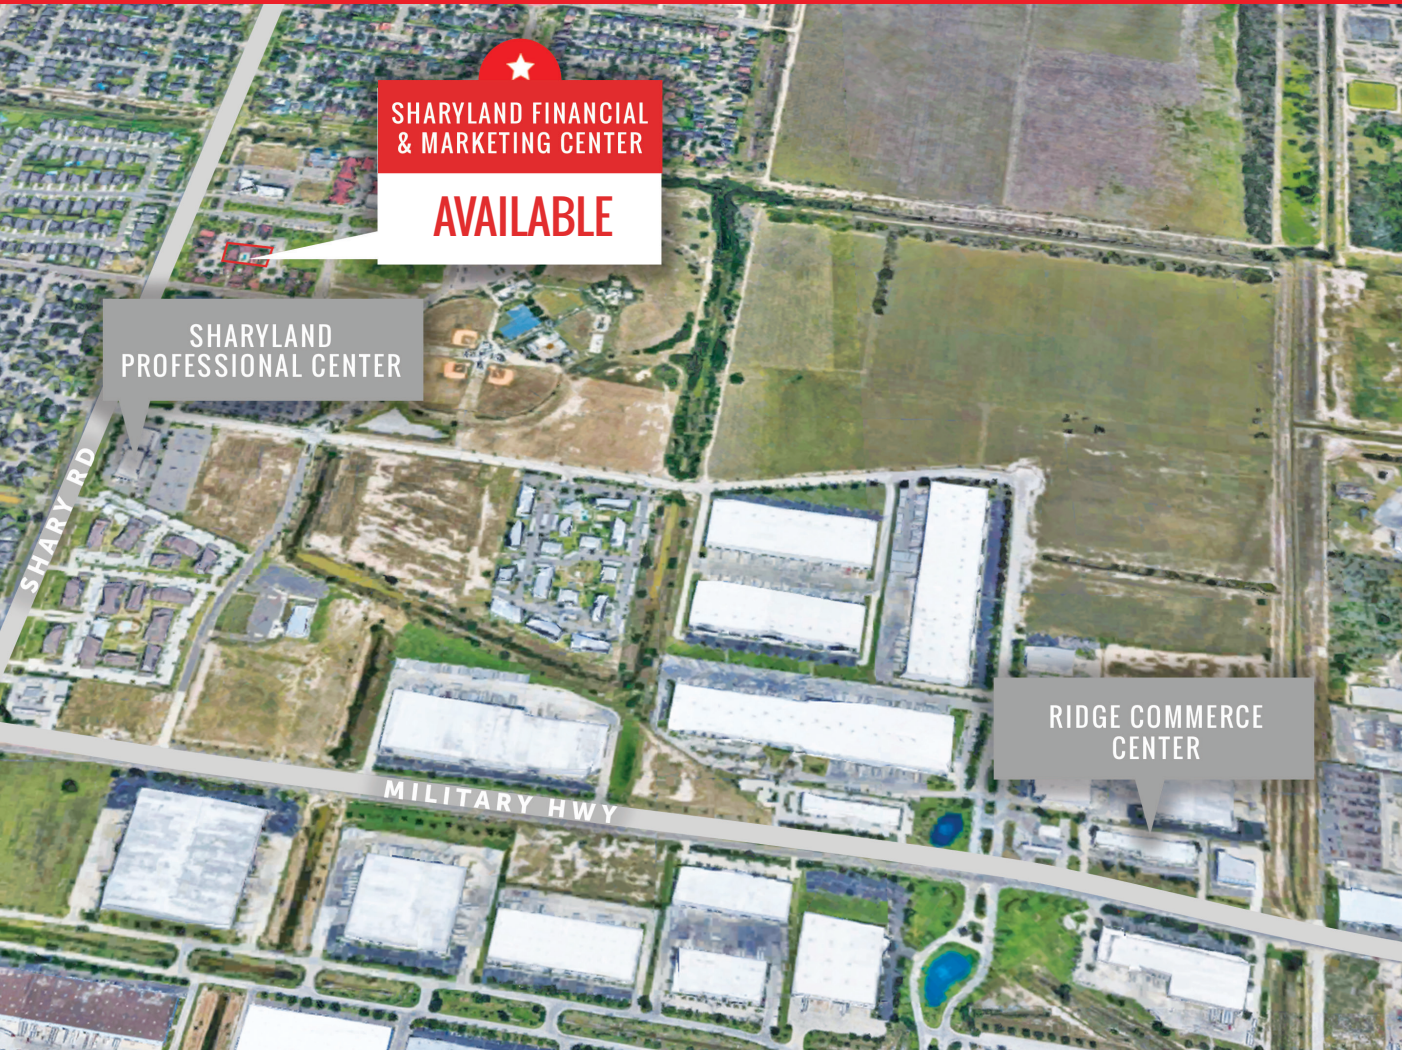 SHARYLAND FINANCIAL
& MARKETING CENTER
AVAILABLE
SHARYLAND
PROFESSIONAL CENTER
SHARY RD
RIDGE COMMERCE
CENTER
MILITARY HWY